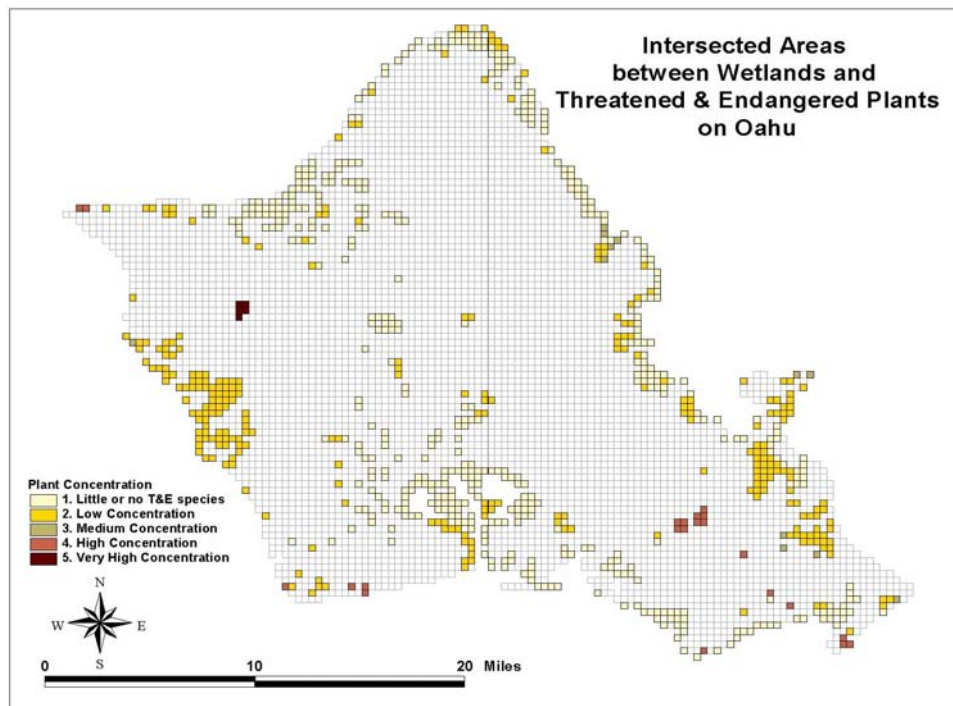 Intersected Areas
between Wetlands and
Threatened & Endangered Plants
on Oahu
Plant Concentration
1. Little or no T&E species
2. Low Concentration
3. Medium Concentration
4. High Concentration
5. Very High Concentration
N
W E
S
0 10 20 Miles